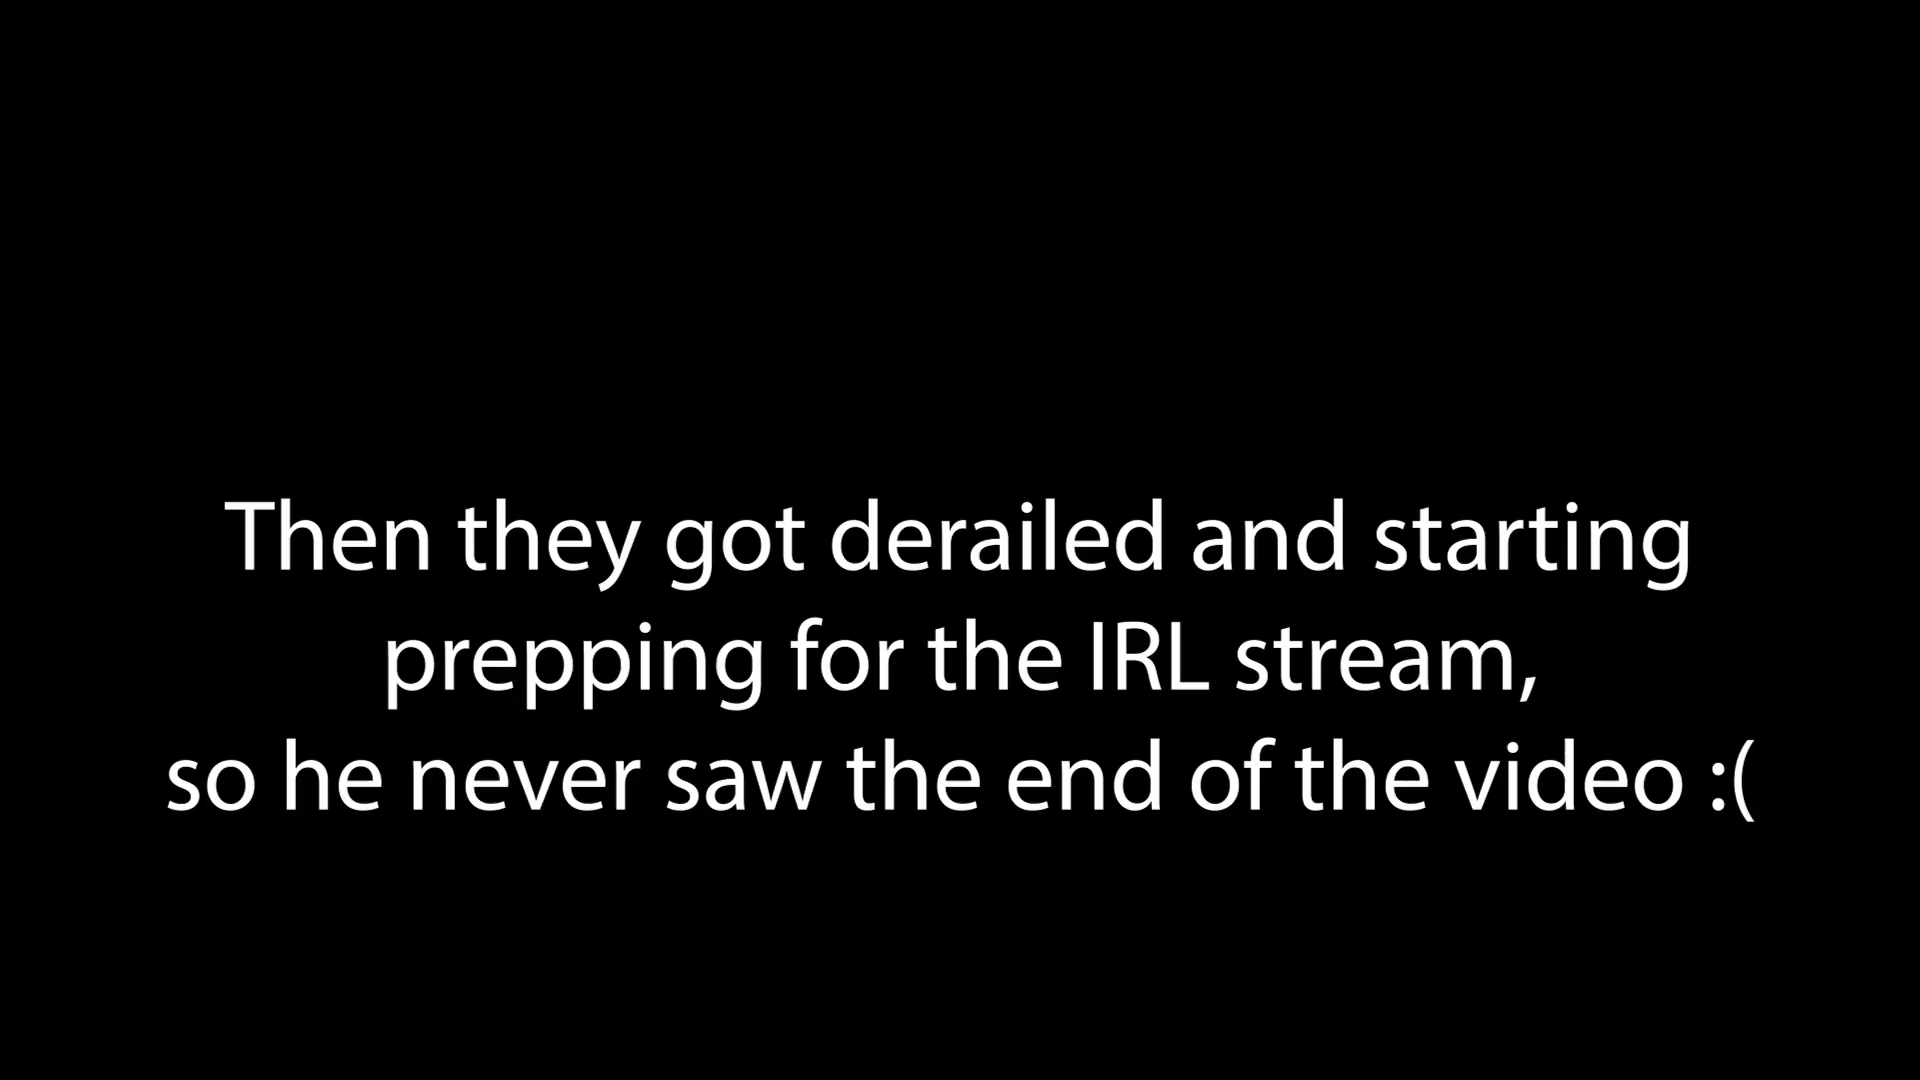 Then they got derailed and starting
prepping for the IRL stream,
so he never saw the end of the video :(